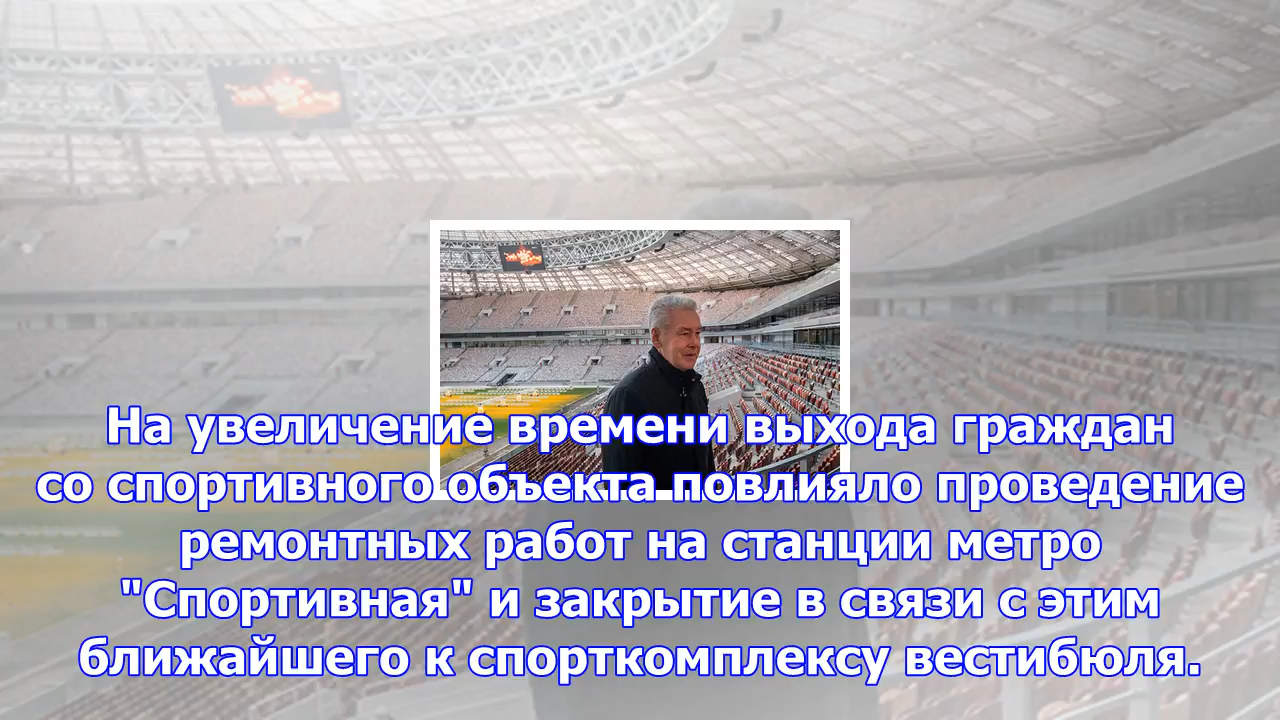 На увеличение времени выхода граждан
со спортивного объекта повлияло проведение
ремонтных работ на станции метро
"Спортивная" и закрытие в связи с этим
ближайшего к спорткомплексу вестибюля.